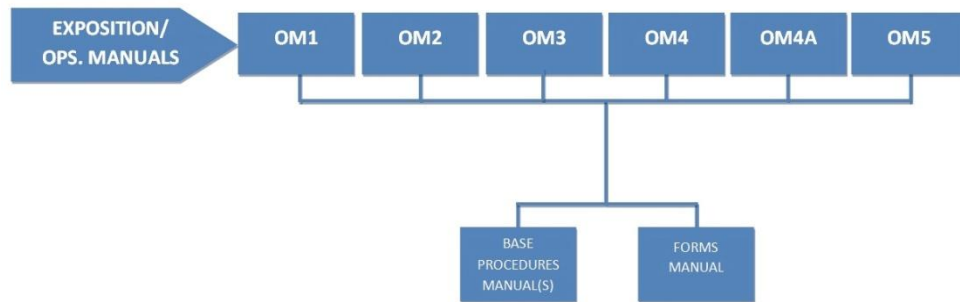 EXPOSITION/
OPS. MANUALS
OM1
OM2
OM3
OM4
OM4A
OM5
BASE
PROCEDURES
MANUAL(S)
FORMS
MANUAL